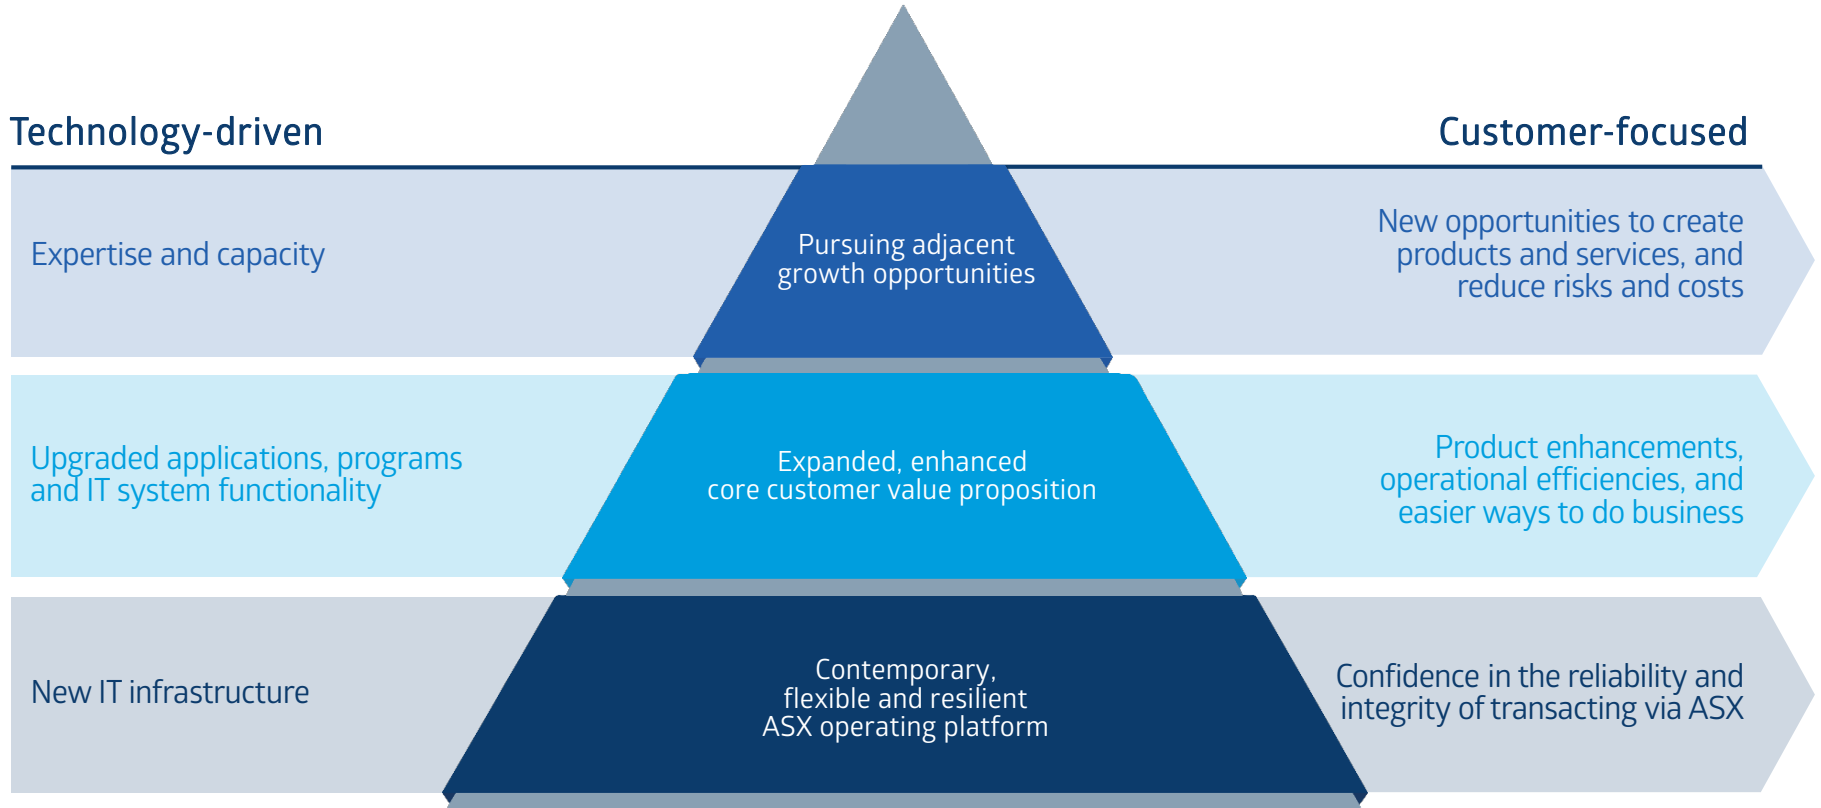 Technology-driven
Customer-focused
Expertise and capacity
Pursuing adjacent
growth opportunities
New opportunities to create
products and services, and
reduce risks and costs
Upgraded applications, programs
and IT system functionality
Expanded, enhanced
core customer value proposition
Product enhancements,
operational efficiencies, and
easier ways to do business
New IT infrastructure
Contemporary,
flexible and resilient
ASX operating platform
Confidence in the reliability and
integrity of transacting via ASX